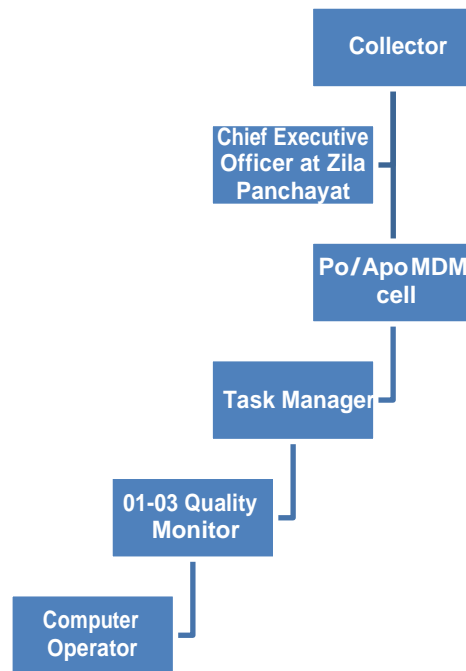 Collector
Chief Executive
Officer at Zila
Panchayat
Po/Apo MDM
cell
Task Manager
01-03 Quality
Monitor
Computer
Operator